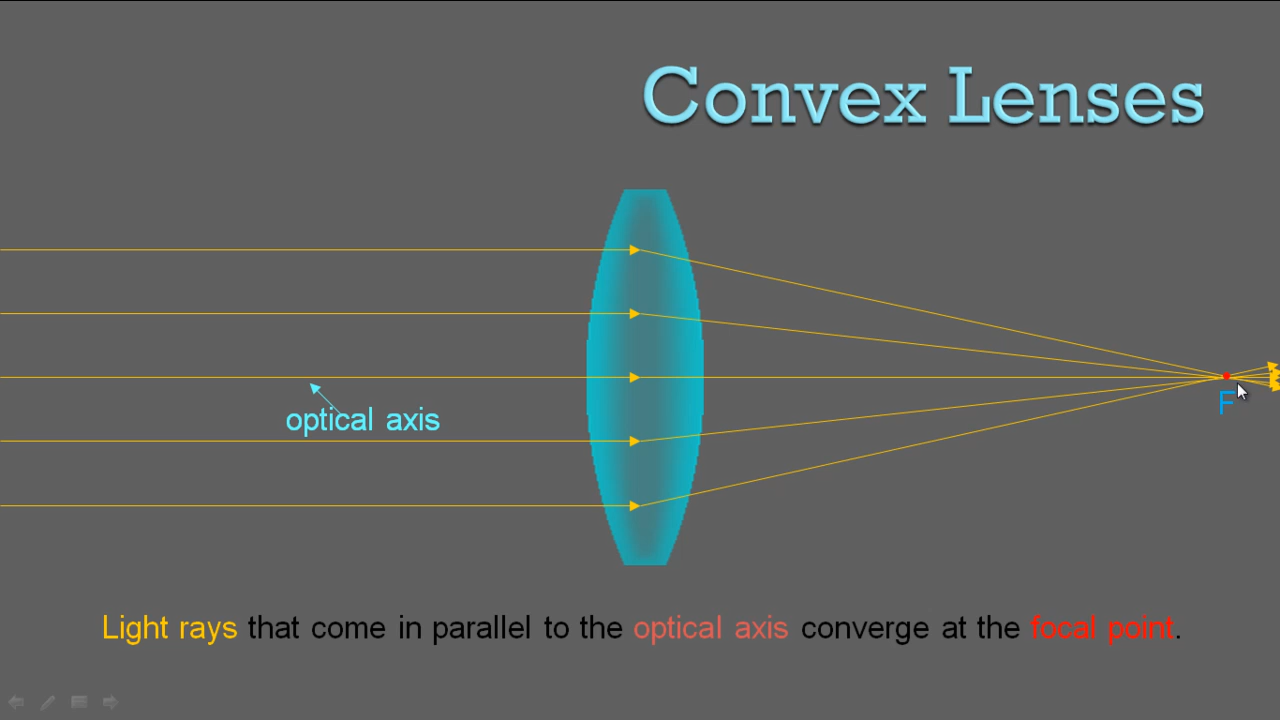 Convex Lenses
optical axis
F
Light rays that come in parallel to the optical axis converge at the focal point.